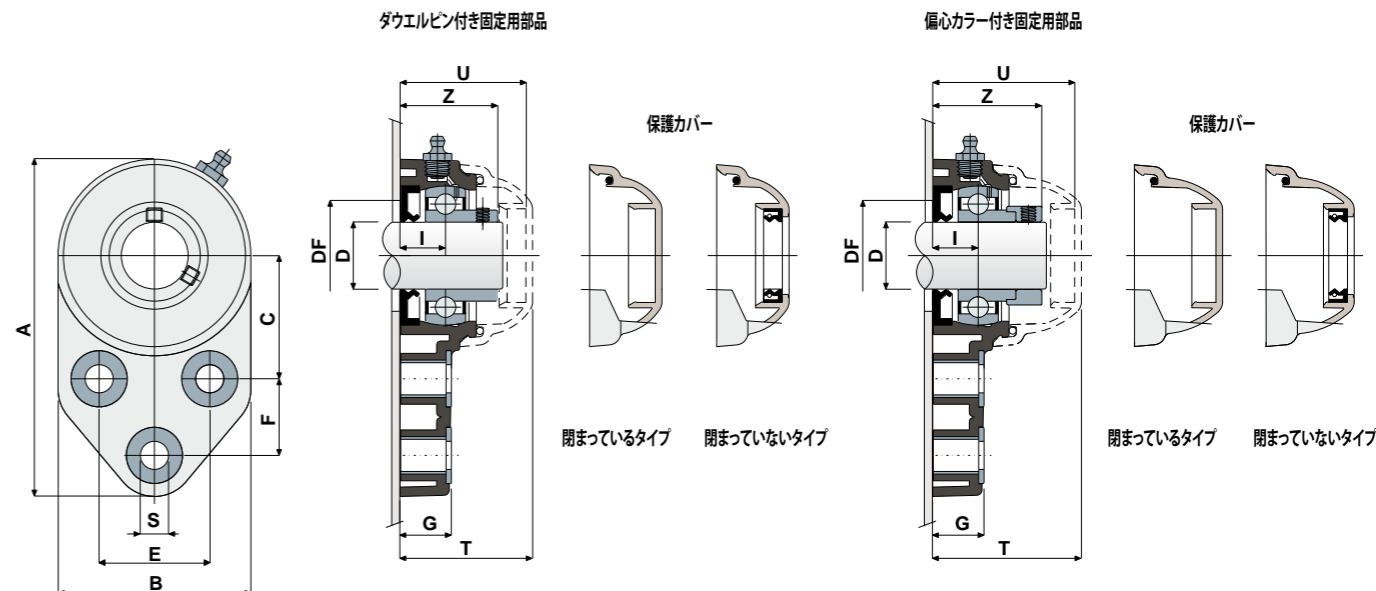 ダウエルピン付き固定用部品
偏心カラー付き固定用部品
U
Z
保護カバー
U
Z
保護カバー
DF
D
I
DF
D
I
A
C
F
閉まっているタイプ
閉まっていないタイプ
閉まっているタイプ
閉まっていないタイプ
S
E
B
G
T
G
T